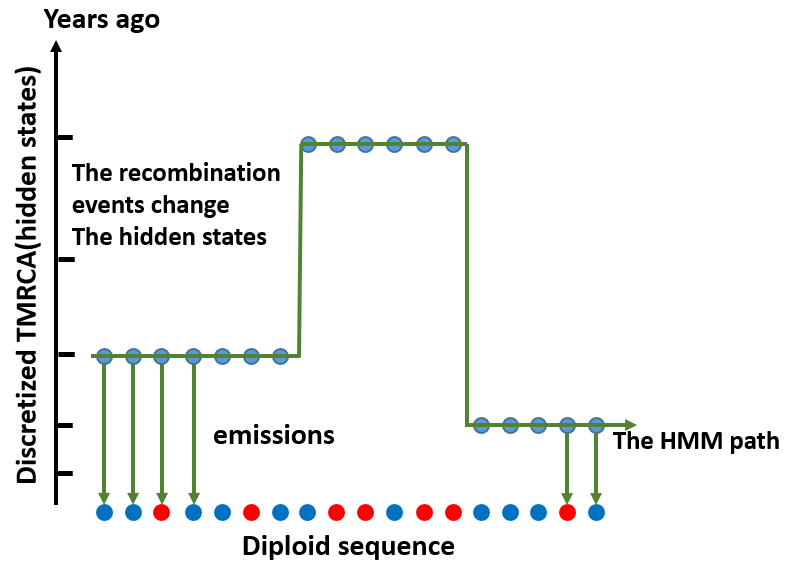 Years ago
Discretized TMRCA(hidden states)
The recombination
events change
The hidden states
emissions
The HMM path
Diploid sequence